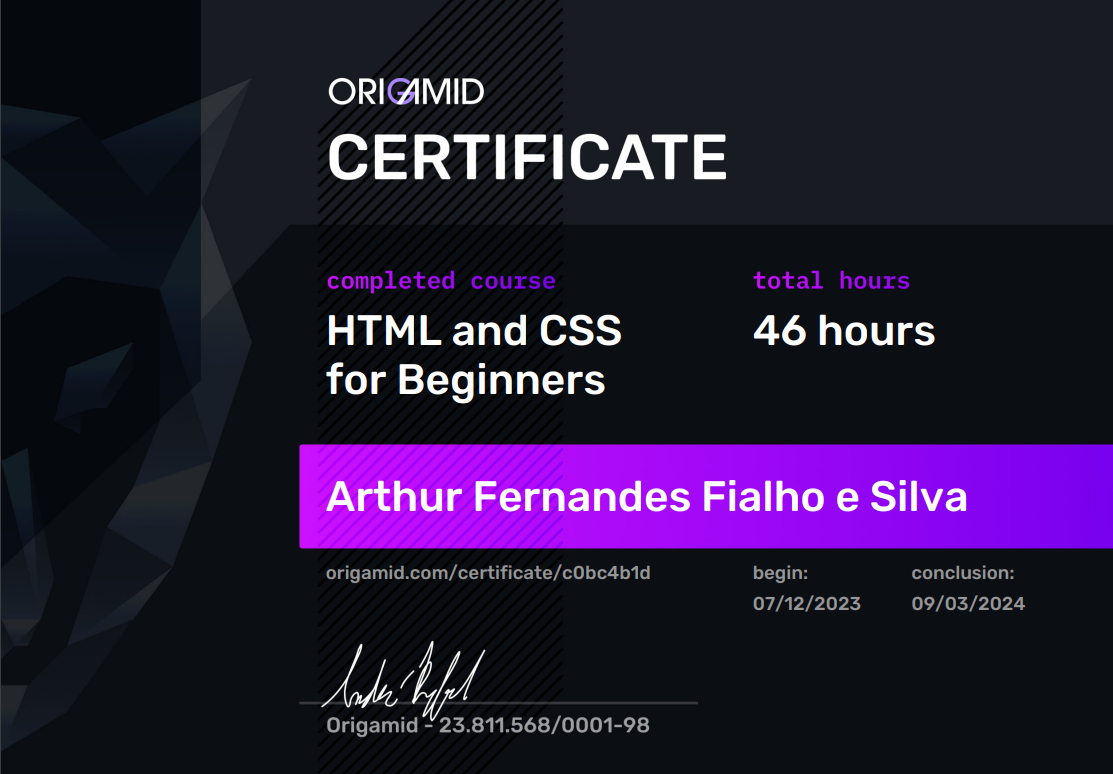 ORIGAMID
CERTIFICATE
completed course
HTML and CSS
for Beginners
total hours
46 hours
Arthur Fernandes Fialho e Silva
origamid.com/certificate/c0bc4b1d
begin:
07/12/2023
conclusion:
09/03/2024
Origamid - 23.811.568/0001-98